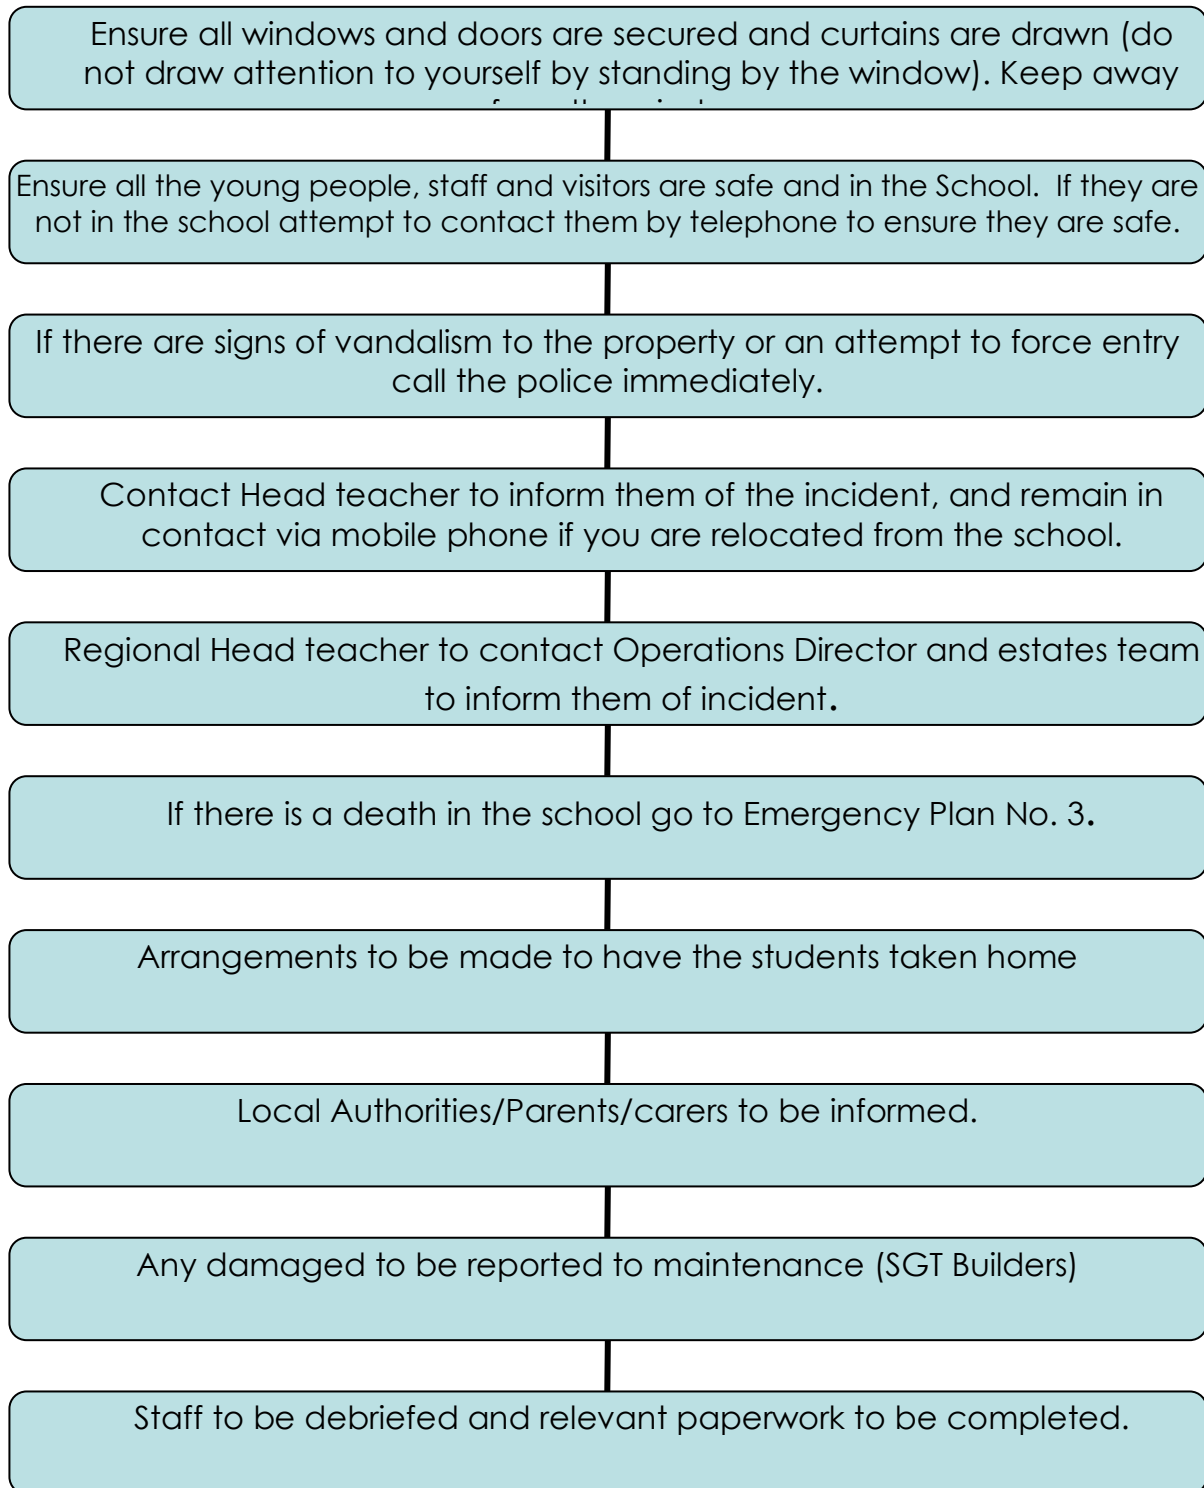 Ensure all windows and doors are secured and curtains are drawn (do
not draw attention to yourself by standing by the window). Keep away
Ensure all the young people, staff and visitors are safe and in the School. If they are
not in the school attempt to contact them by telephone to ensure they are safe.
If there are signs of vandalism to the property or an attempt to force entry
call the police immediately.
Contact Head teacher to inform them of the incident, and remain in
contact via mobile phone if you are relocated from the school.
Regional Head teacher to contact Operations Director and estates team
to inform them of incident.
If there is a death in the school go to Emergency Plan No. 3.
Arrangements to be made to have the students taken home
Local Authorities/Parents/carers to be informed.
Any damaged to be reported to maintenance (SGT Builders)
Staff to be debriefed and relevant paperwork to be completed.